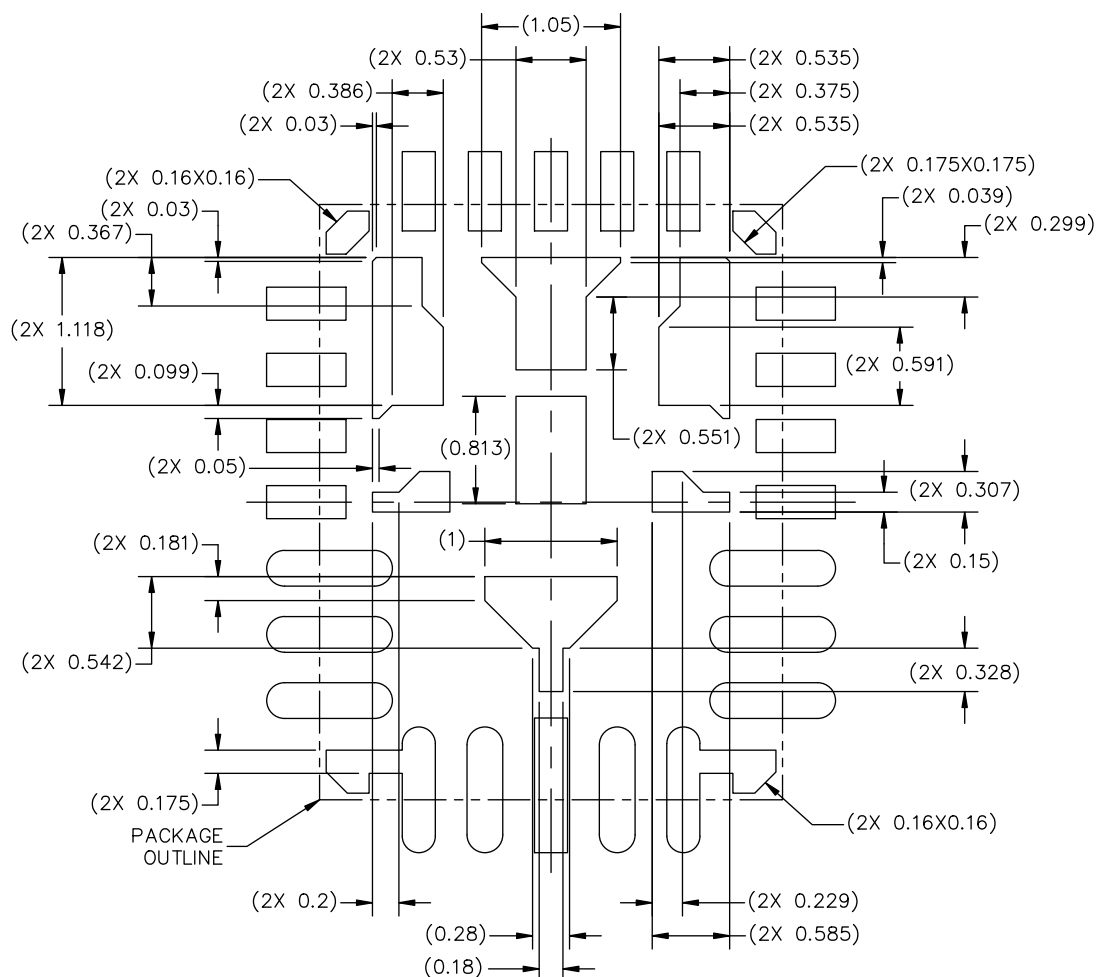 (1.05)
(2X 0.53)
(2X 0.535)
(2X 0.386)
(2X 0.375)
(2X 0.03)
(2X 0.535)
(2X 0.16X0.16)
(2X 0.175X0.175)
(2X 0.03)
(2X 0.039)
(2X 0.367)
(2X 0.299)
(2X 1.118)
(2X 0.591)
(2X 0.099)
(2X 0.551)
(0.813)
(2X 0.05)
(2X 0.307)
(2X 0.181)
(1)
(2X 0.15)
(2X 0.542)
(2X 0.328)
(2X 0.175)
(2X 0.16X0.16)
PACKAGE
OUTLINE
(2X 0.2)
(2X 0.229)
(0.28)
(2X 0.585)
(0.18)